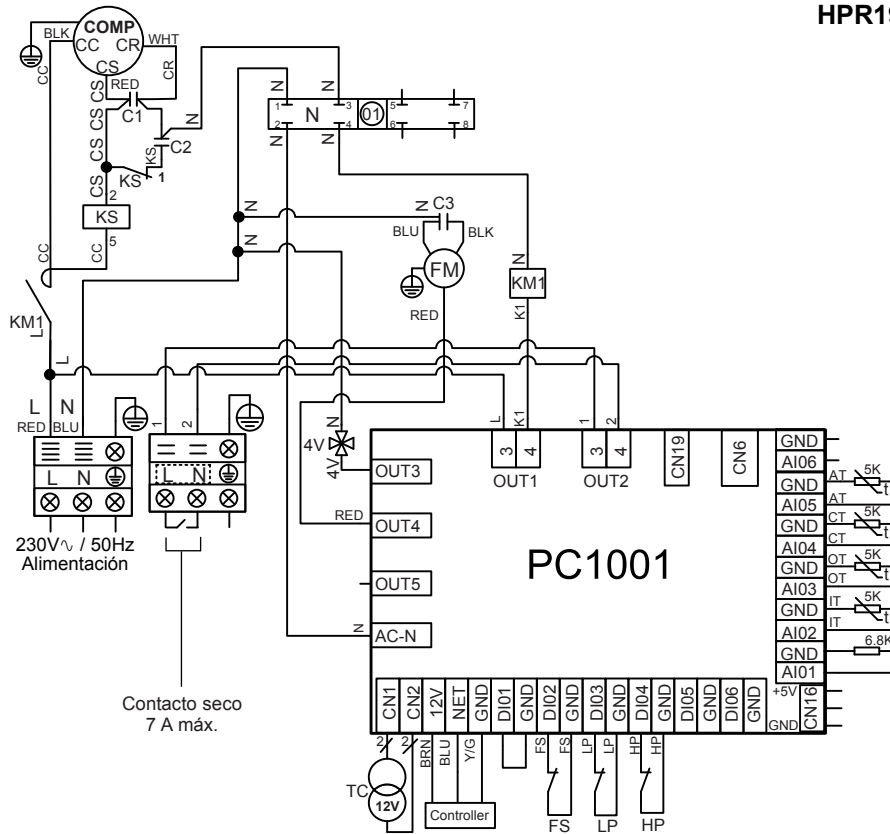 HPR19
COMP
BLK
CC
CR
WHT
CS
RED
CC
CR
CS
CS
C1
CS
KS
C2
N
KS
1
CS
2
KS
5
CC
CC
KM1
L
L
N
N
1
3
5
7
N
01
2
4
6
8
N
N
N
N
N
C3
BLU
BLK
FM
RED
N
KM1
K1
L
N
RED
BLU
L
N
230V∿ / 50Hz
Alimentación
1
2
L
N
Contacto seco
7 A máx.
N
4V
4V
OUT3
RED
OUT4
OUT5
N
AC-N
L
K1
3
4
OUT1
1
2
3
4
OUT2
CN19
CN6
PC1001
GND
AI06
GND
AT
5K
t
AI05
AT
GND
CT
5K
t
AI04
CT
GND
OT
5K
t
AI03
OT
GND
IT
5K
t
AI02
IT
GND
6.8K
AI01
+5V
CN16
GND
CN1
CN2
12V
NET
GND
DI01
GND
DI02
GND
DI03
GND
DI04
GND
DI05
GND
DI06
GND
2
2
BRN
BLU
Y/G
FS
FS
LP
LP
HP
HP
TC
12V
Controller
FS
LP
HP